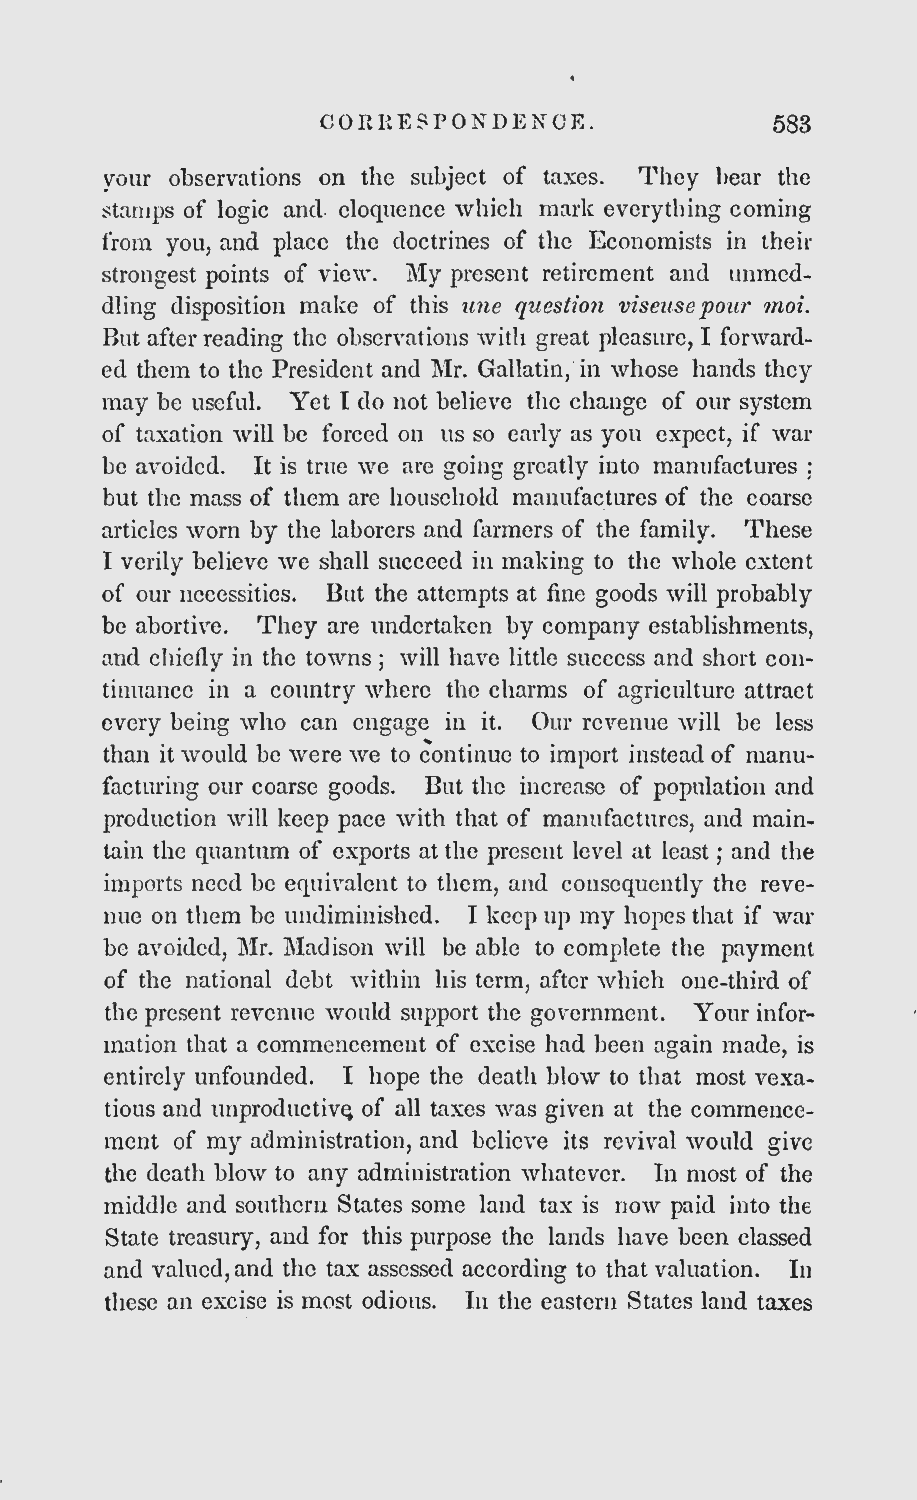 CORRESPONDENCE. 583
your observations on the subject of taxes. They bear the
stamps of logic and eloquence which mark everything coming
from you, and place the doctrines of the Economists in their
strongest points of view. My present retirement and unmed-
dling disposition make of this une question viseuse pour moi.
But after reading the observations with great pleasure, I forward-
ed them to the President and Mr. Gallatin, in whose hands they
may be useful. Yet I do not believe the change of our system
of taxation will be forced on us so early as you expect, if war
be avoided. It is true we are going greatly into manufactures ;
but the mass of them are household manufactures of the coarse
articles worn by the laborers and farmers of the family. These
I verily believe we shall succeed in making to the whole extent
of our necessities. But the attempts at fine goods will probably
be abortive. They are undertaken by company establishments,
and chiefly in the towns ; will have little success and short con-
tinuance in a country where the charms of agriculture attract
every being who can engage in it. Our revenue will be less
than it would be were we to continue to import instead of manu-
facturing our coarse goods. But the increase of population and
production will keep pace with that of manufactures, and main-
tain the quantum of exports at the present level at least ; and the
imports need be equivalent to them, and consequently the reve-
nue on them be undiminished. I keep up my hopes that if war
be avoided, Mr. Madison will be able to complete the payment
of the national debt within his term, after which one-third of
the present revenue would support the government. Your infor-
mation that a commencement of excise had been again made, is
entirely unfounded. I hope the death blow to that most vexa-
tious and unproductive of all taxes was given at the commence-
ment of my administration, and believe its revival would give
the death blow to any administration whatever. In most of the
middle and southern States some land tax is now paid into the
State treasury, and for this purpose the lands have been classed
and valued, and the tax assessed according to that valuation. In
these an excise is most odious. In the eastern States land taxes